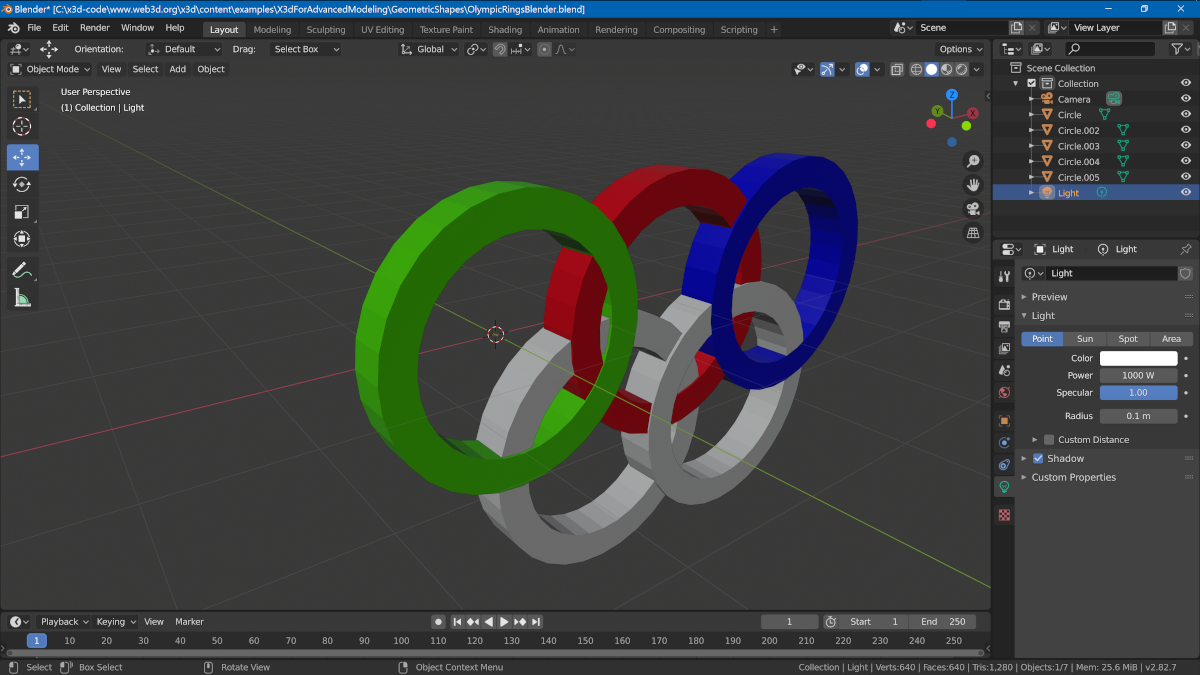 Blender* [C:\x3d-code\www.web3d.org\x3d\content\examples\X3dForAdvancedModeling\GeometricShapes\OlympicRingsBlender.blend]
File Edit Render Window Help Layout Modeling Sculpting UV Editing Texture Paint Shading Animation Rendering Compositing Scripting + Scene View Layer
Orientation: Default Drag: Select Box Global Options
Object Mode View Select Add Object
User Perspective
(1) Collection | Light
Z
Y
X
Scene Collection
Collection
Camera
Circle
Circle.002
Circle.003
Circle.004
Circle.005
Light
Light Light
Light
Preview
Light
Point Sun Spot Area
Color
Power 1000 W
Specular 1.00
Radius 0.1 m
Custom Distance
Shadow
Custom Properties
Playback Keying View Marker 1 Start 1 End 250
1 10 20 30 40 50 60 70 80 90 100 110 120 130 140 150 160 170 180 190 200 210 220 230 240 250
Select Box Select Rotate View Object Context Menu Collection | Light | Verts:640 | Faces:640 | Tris:1,280 | Objects:1/7 | Mem: 25.6 MiB | v2.82.7